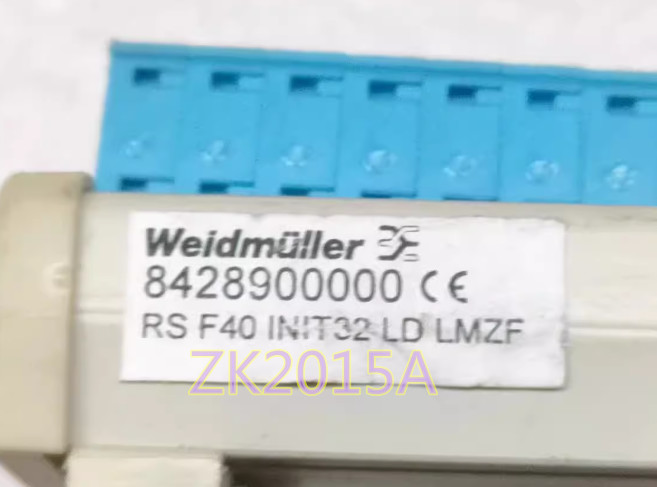 Weidmüller
8428900000 CE
RS F40 INIT32 LD LMZF
ZK2015A